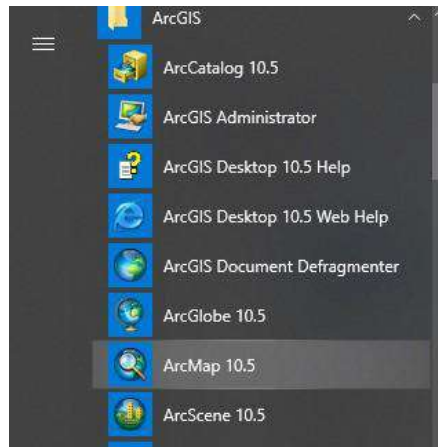 ArcGIS
ArcCatalog 10.5
ArcGIS Administrator
ArcGIS Desktop 10.5 Help
ArcGIS Desktop 10.5 Web Help
ArcGIS Document Defragmenter
ArcGlobe 10.5
ArcMap 10.5
ArcScene 10.5